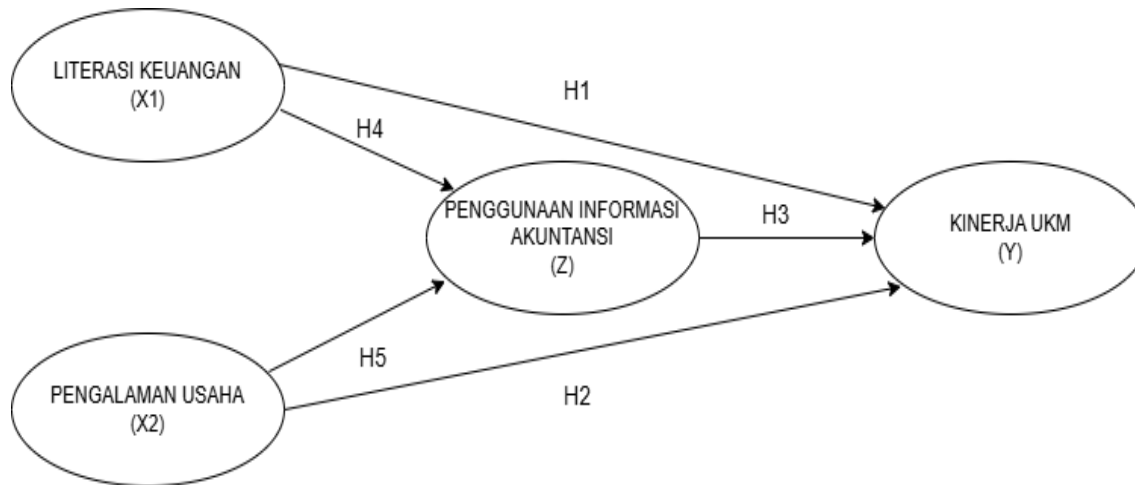 LITERASI KEUANGAN
(X1)
H1
H4
PENGGUNAAN INFORMASI
AKUNTANSI
(Z)
H3
KINERJA UKM
(Y)
H5
PENGALAMAN USAHA
(X2)
H2